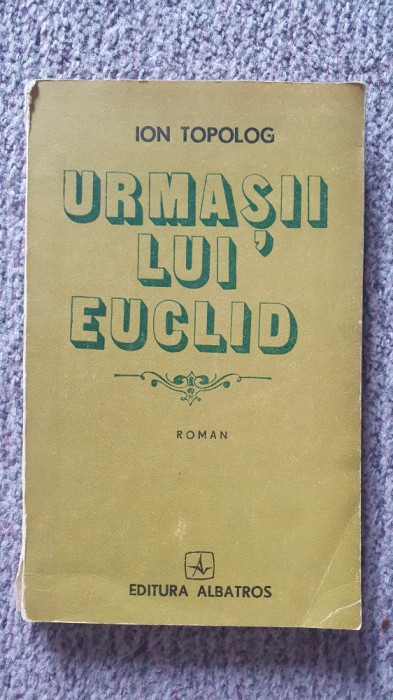 ION TOPOLOG
URMAȘII
LUI
EUCLID
ROMAN
EDITURA ALBATROS